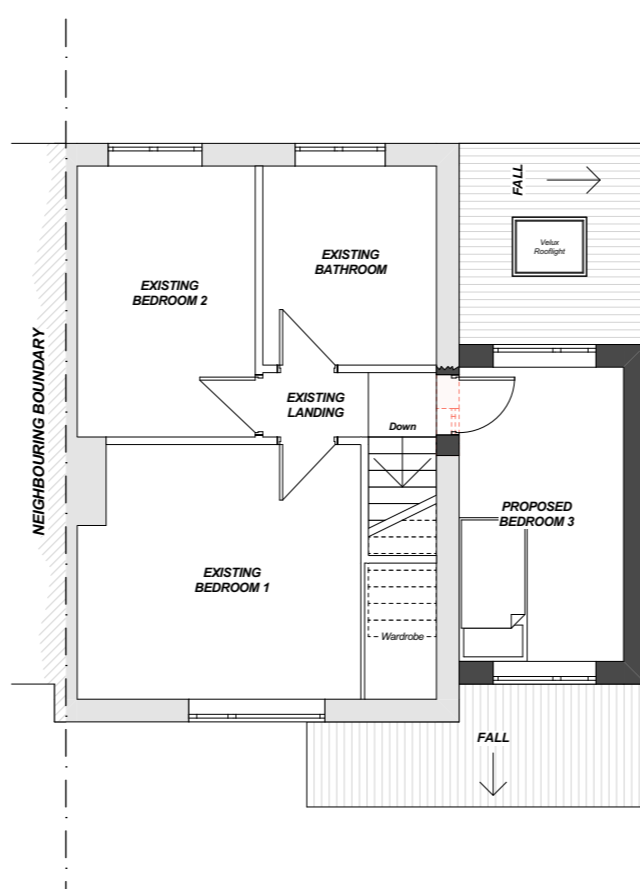 FALL
Velux
Rooflight
EXISTING
BATHROOM
EXISTING
BEDROOM 2
NEIGHBOURING BOUNDARY
EXISTING
LANDING
Down
PROPOSED
BEDROOM 3
EXISTING
BEDROOM 1
Wardrobe
FALL